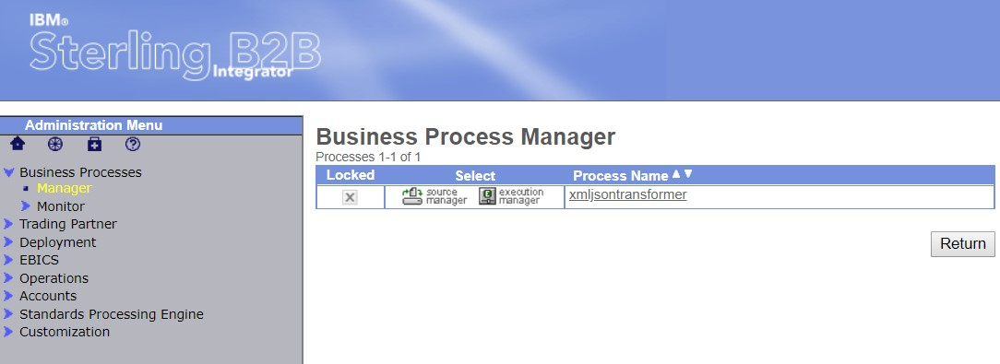 IBM®
Sterling B2B
Integrator
Administration Menu
Business Processes
Manager
Monitor
Trading Partner
Deployment
EBICS
Operations
Accounts
Standards Processing Engine
Customization
Business Process Manager
Processes 1-1 of 1
Locked Select Process Name
source manager execution manager xmljsontransformer
Return